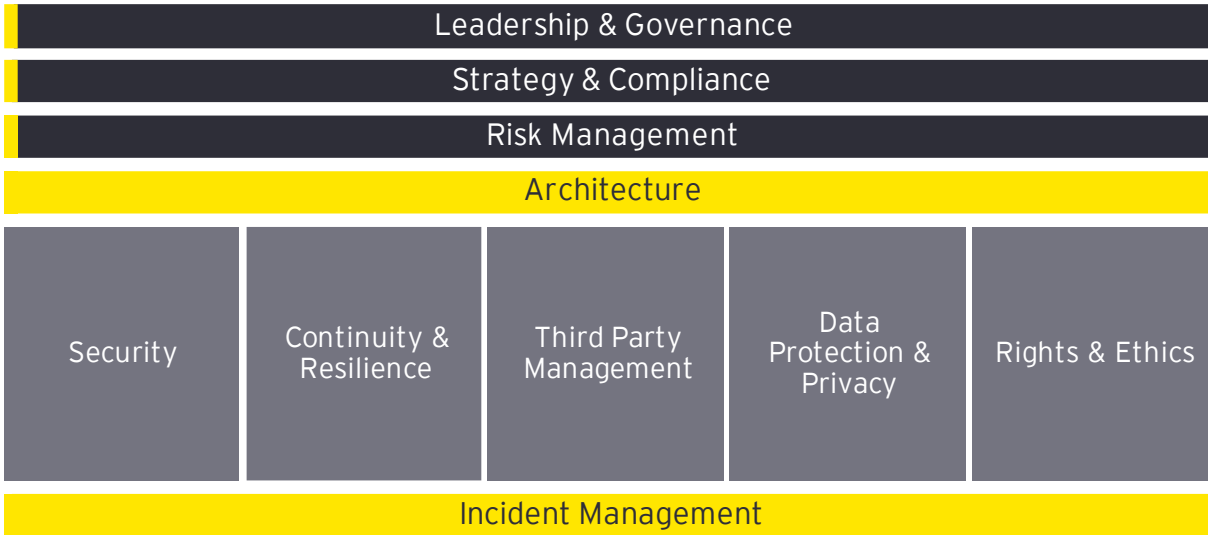 Leadership & Governance
Strategy & Compliance
Risk Management
Architecture
Security
Continuity &
Resilience
Third Party
Management
Data
Protection &
Privacy
Rights & Ethics
Incident Management